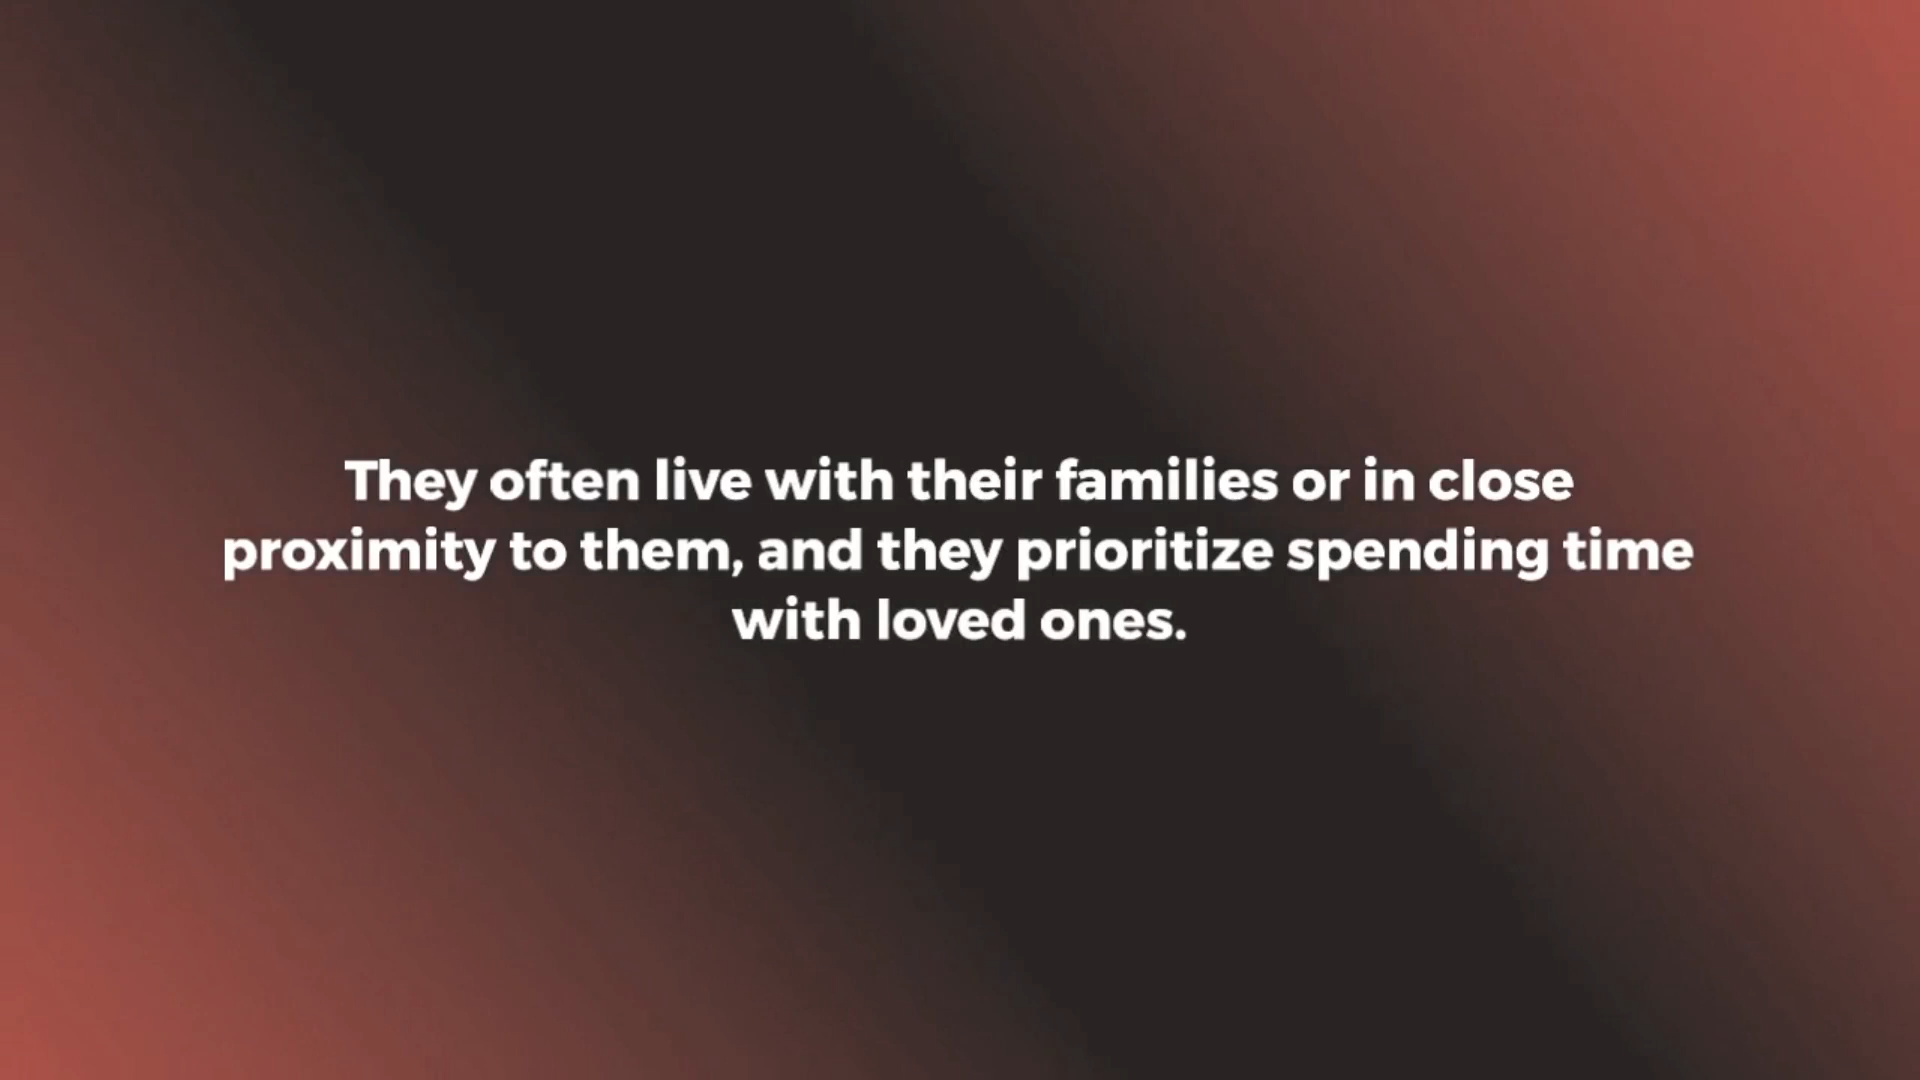 They often live with their families or in close
proximity to them, and they prioritize spending time
with loved ones.